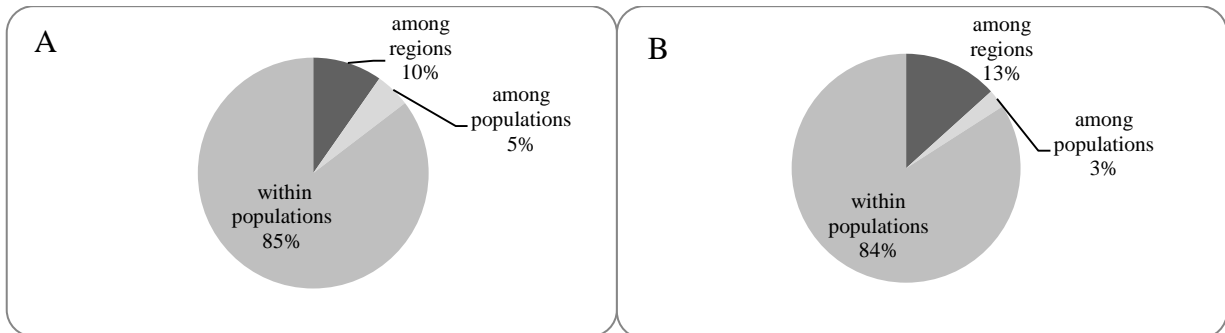 A
among
regions
10%
among
populations
5%
within
populations
85%
B
among
regions
13%
among
populations
3%
within
populations
84%